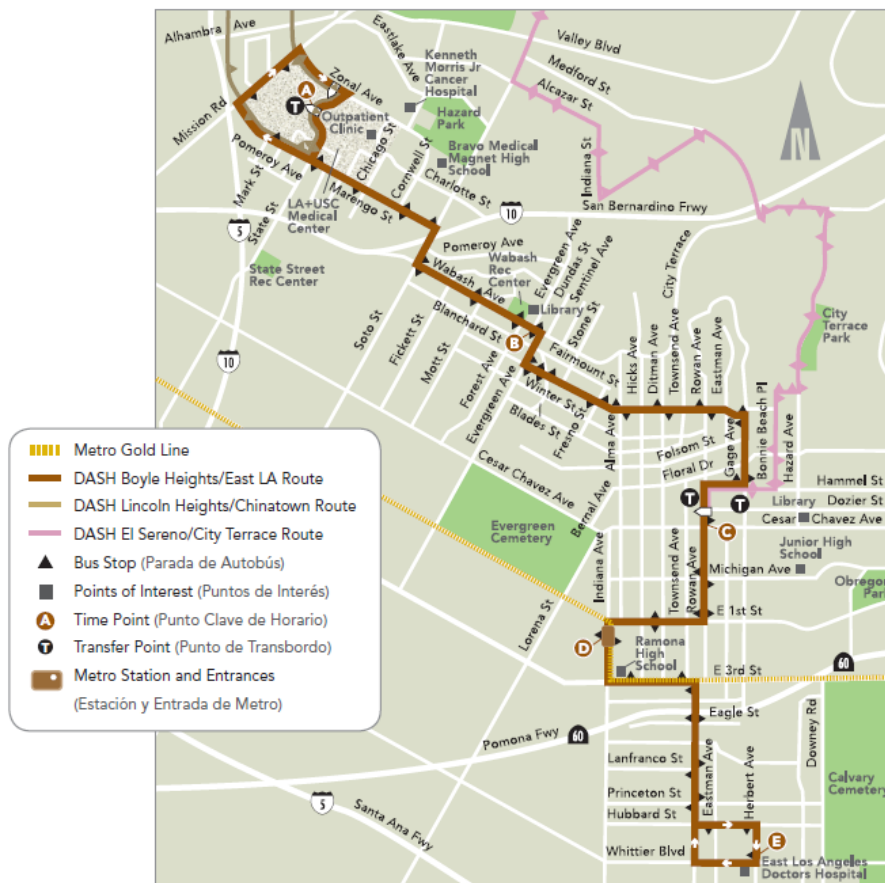 Alhambra Ave
Eastlake Ave
Kenneth
Morris Jr
Cancer
Hospital
Valley Blvd
Medford St
Alcazar St
Zonal Ave
A
T
Outpatient
Clinic
Hazard
Park
Mission Rd
Chicago St
Cornwell St
Bravo Medical
Magnet High
School
Indiana St
N
Pomeroy Ave
Mark St
State St
Marengo St
Charlotte St
LA+USC
Medical
Center
San Bernardino Frwy
10
5
Pomeroy Ave
Wabash
Rec
Center
Evergreen Ave
Dundas St
Sentinel Ave
City Terrace
State Street
Rec Center
Wabash Ave
Library
Stone St
City
Terrace
Park
Soto St
Fickett St
Mott St
Blanchard St
B
Fairmount St
Hicks Ave
Ditman Ave
Townsend Ave
Rowan Ave
Eastman Ave
10
Forest Ave
Evergreen Ave
Winter St
Blades St
Fresno St
Alma Ave
Folsom St
Floral Dr
Gage Ave
Bonnie Beach Pl
Hazard Ave
Cesar Chavez Ave
Bernal Ave
Hammel St
T
T
Library
Dozier St
C
Cesar Chavez Ave
Evergreen
Cemetery
Junior High
School
Indiana Ave
Townsend Ave
Rowan Ave
Michigan Ave
Obregon
Park
Lorena St
E 1st St
D
Ramona
High
School
E 3rd St
60
Eagle St
Pomona Fwy
60
Downey Rd
Lanfranco St
Eastman Ave
Herbert Ave
Calvary
Cemetery
5
Santa Ana Fwy
Princeton St
Hubbard St
Whittier Blvd
E
East Los Angeles
Doctors Hospital
Metro Gold Line
DASH Boyle Heights/East LA Route
DASH Lincoln Heights/Chinatown Route
DASH El Sereno/City Terrace Route
Bus Stop (Parada de Autobús)
Points of Interest (Puntos de Interés)
A Time Point (Punto Clave de Horario)
T Transfer Point (Punto de Transbordo)
Metro Station and Entrances
(Estación y Entrada de Metro)